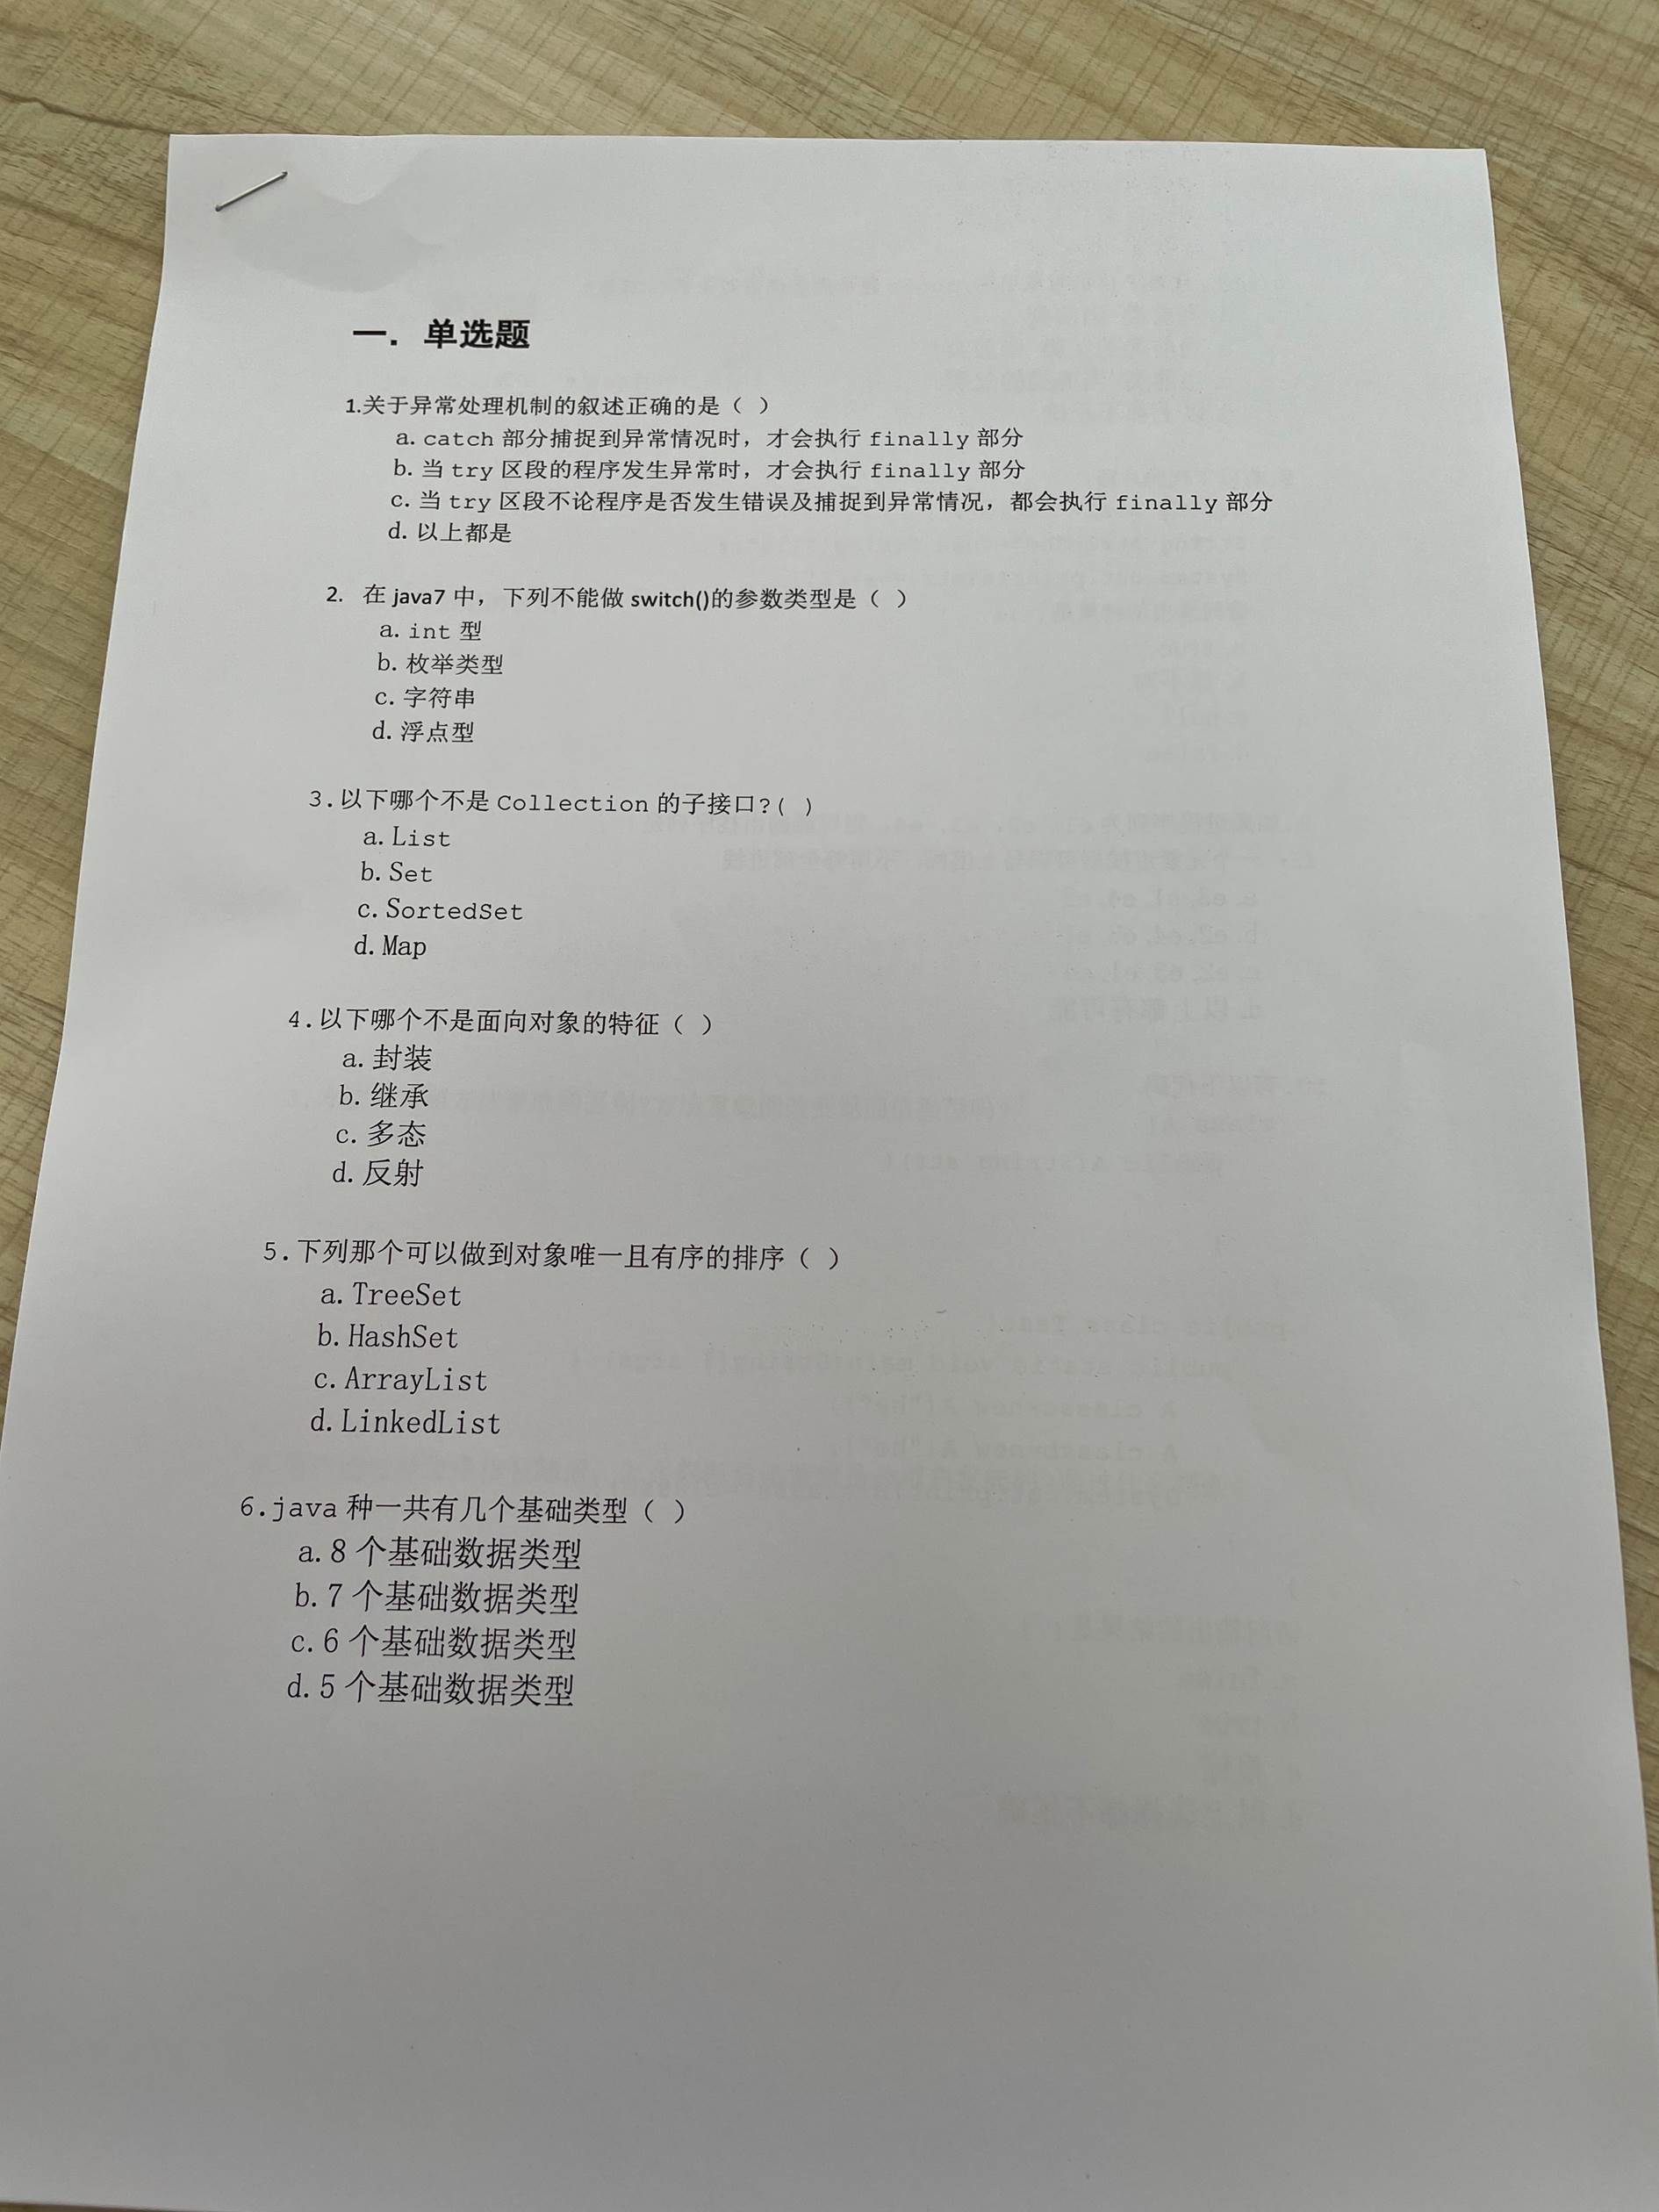 一．单选题
1.关于异常处理机制的叙述正确的是（ ）
a. catch 部分捕捉到异常情况时，才会执行 finally 部分
b. 当 try 区段的程序发生异常时，才会执行 finally 部分
c. 当 try 区段不论程序是否发生错误及捕捉到异常情况，都会执行 finally 部分
d. 以上都是
2. 在 java7 中，下列不能做 switch()的参数类型是（ ）
a. int 型
b. 枚举类型
c. 字符串
d. 浮点型
3.以下哪个不是 Collection 的子接口?( )
a. List
b. Set
c. SortedSet
d. Map
4.以下哪个不是面向对象的特征（ ）
a. 封装
b. 继承
c. 多态
d. 反射
5.下列那个可以做到对象唯一且有序的排序（ ）
a. TreeSet
b. HashSet
c. ArrayList
d. LinkedList
6.java 种一共有几个基础类型（ ）
a. 8 个基础数据类型
b. 7 个基础数据类型
c. 6 个基础数据类型
d. 5 个基础数据类型